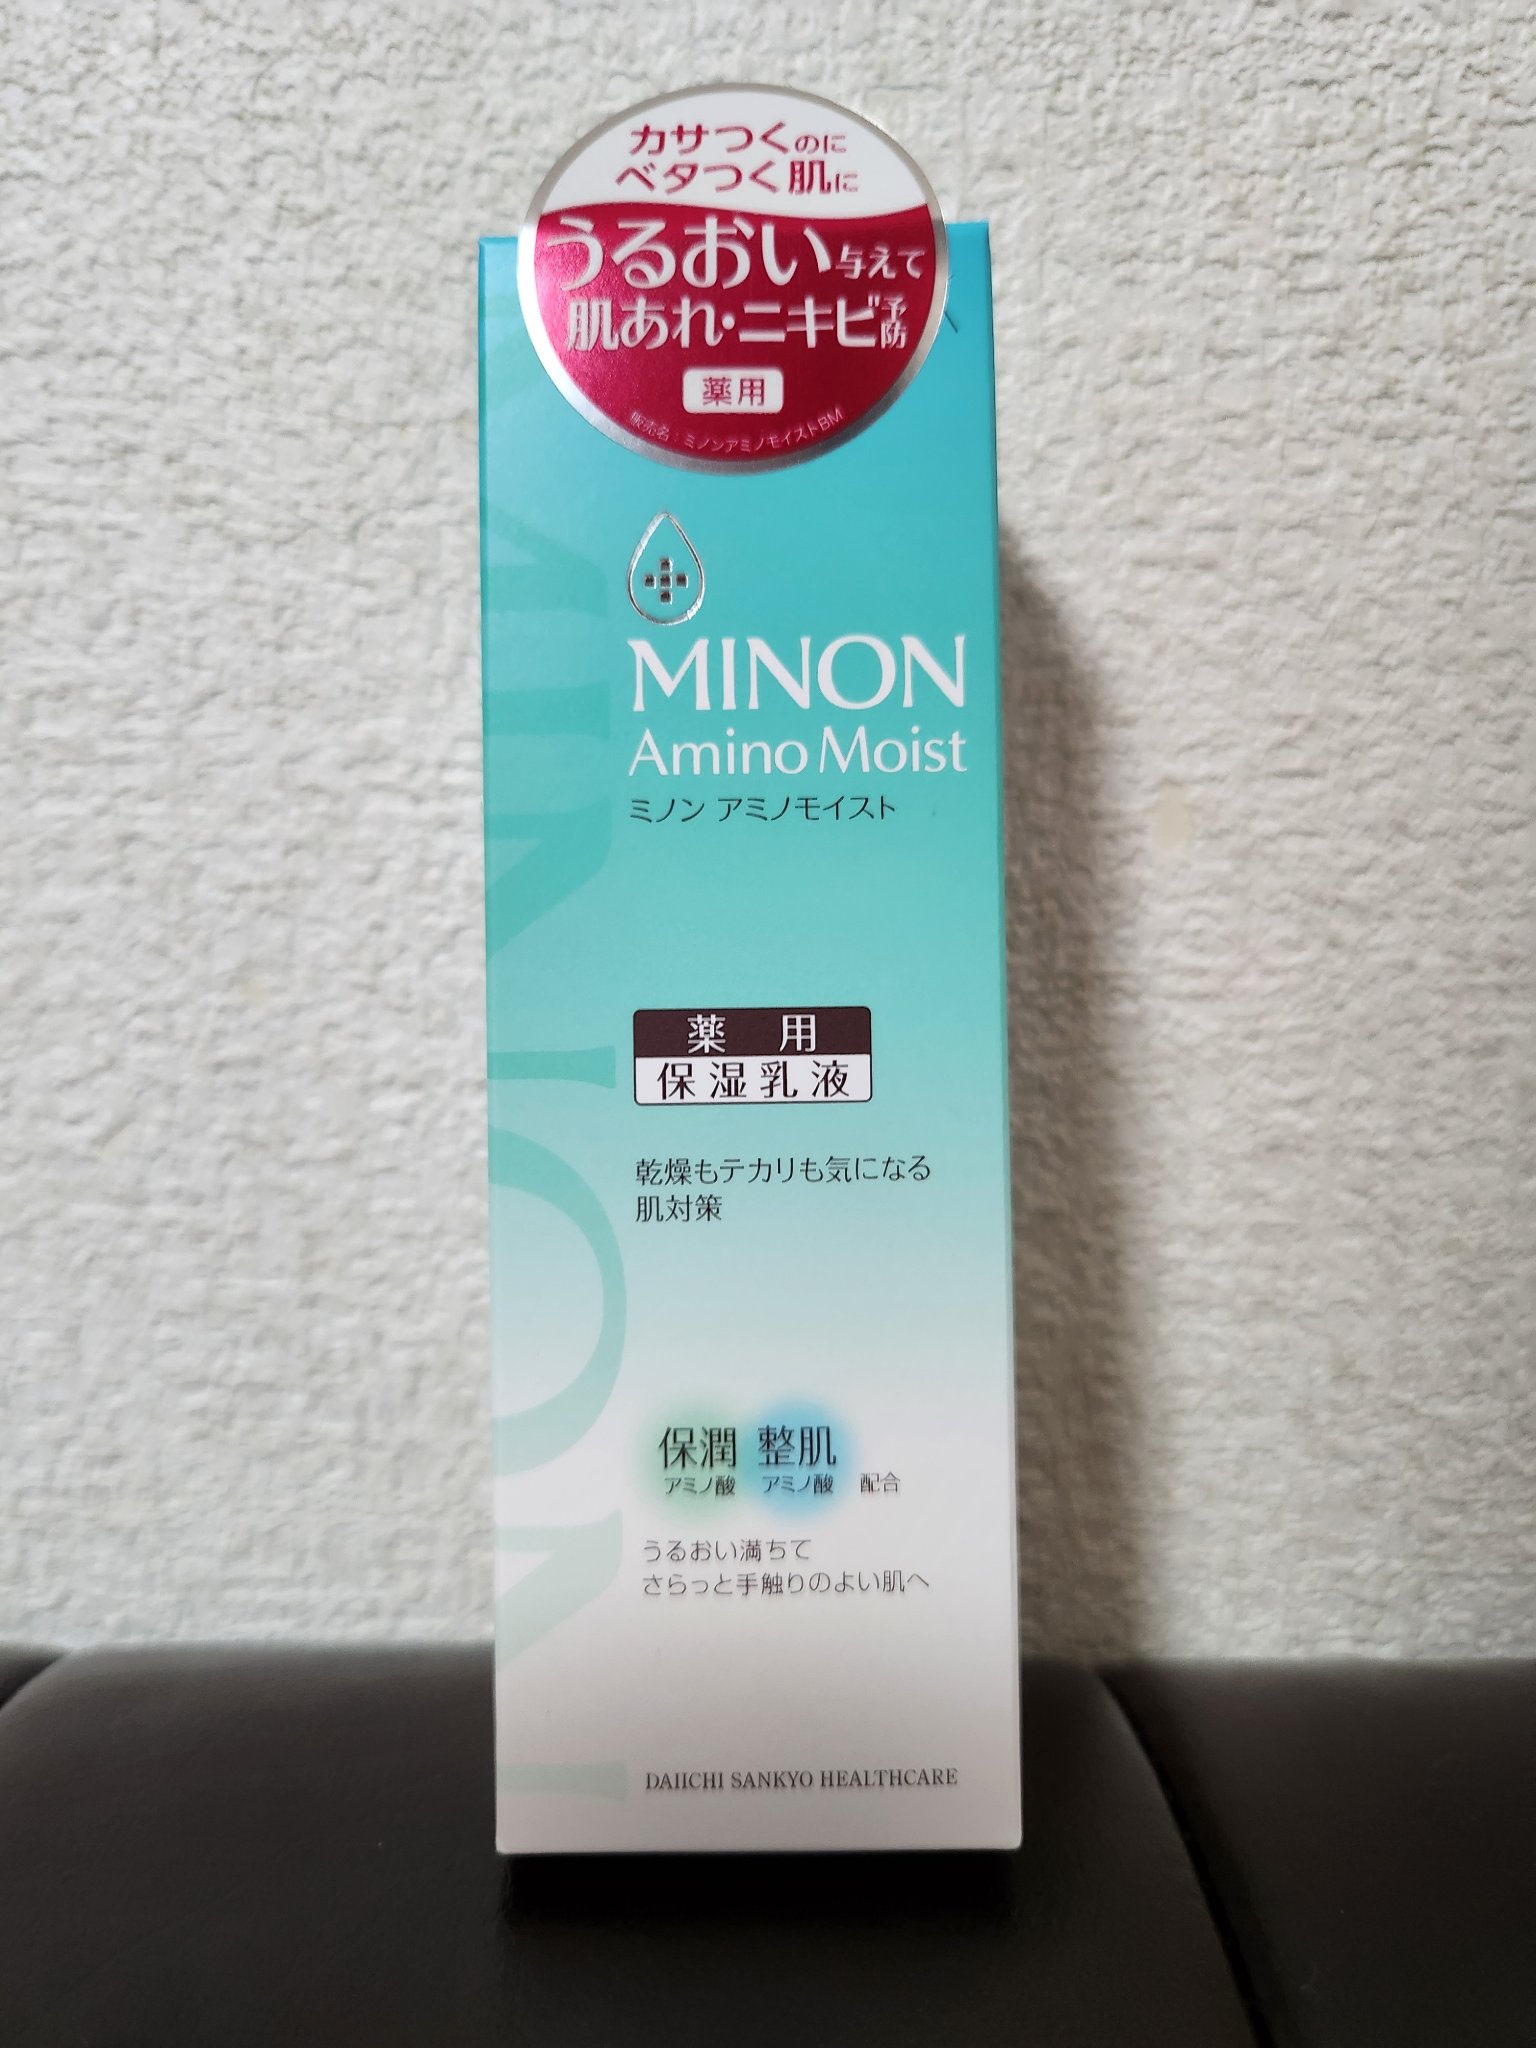 カサつくのに
ベタつく肌に
うるおい与えて
肌あれ・ニキビ予防
薬用
販売名：ミノンアミノモイストBM
MINON
Amino Moist
ミノン アミノモイスト
薬用
保湿乳液
乾燥もテカリも気になる
肌対策
保潤 整肌
アミノ酸 アミノ酸 配合
うるおい満ちて
さらっと手触りのよい肌へ
DAIICHI SANKYO HEALTHCARE
MINON